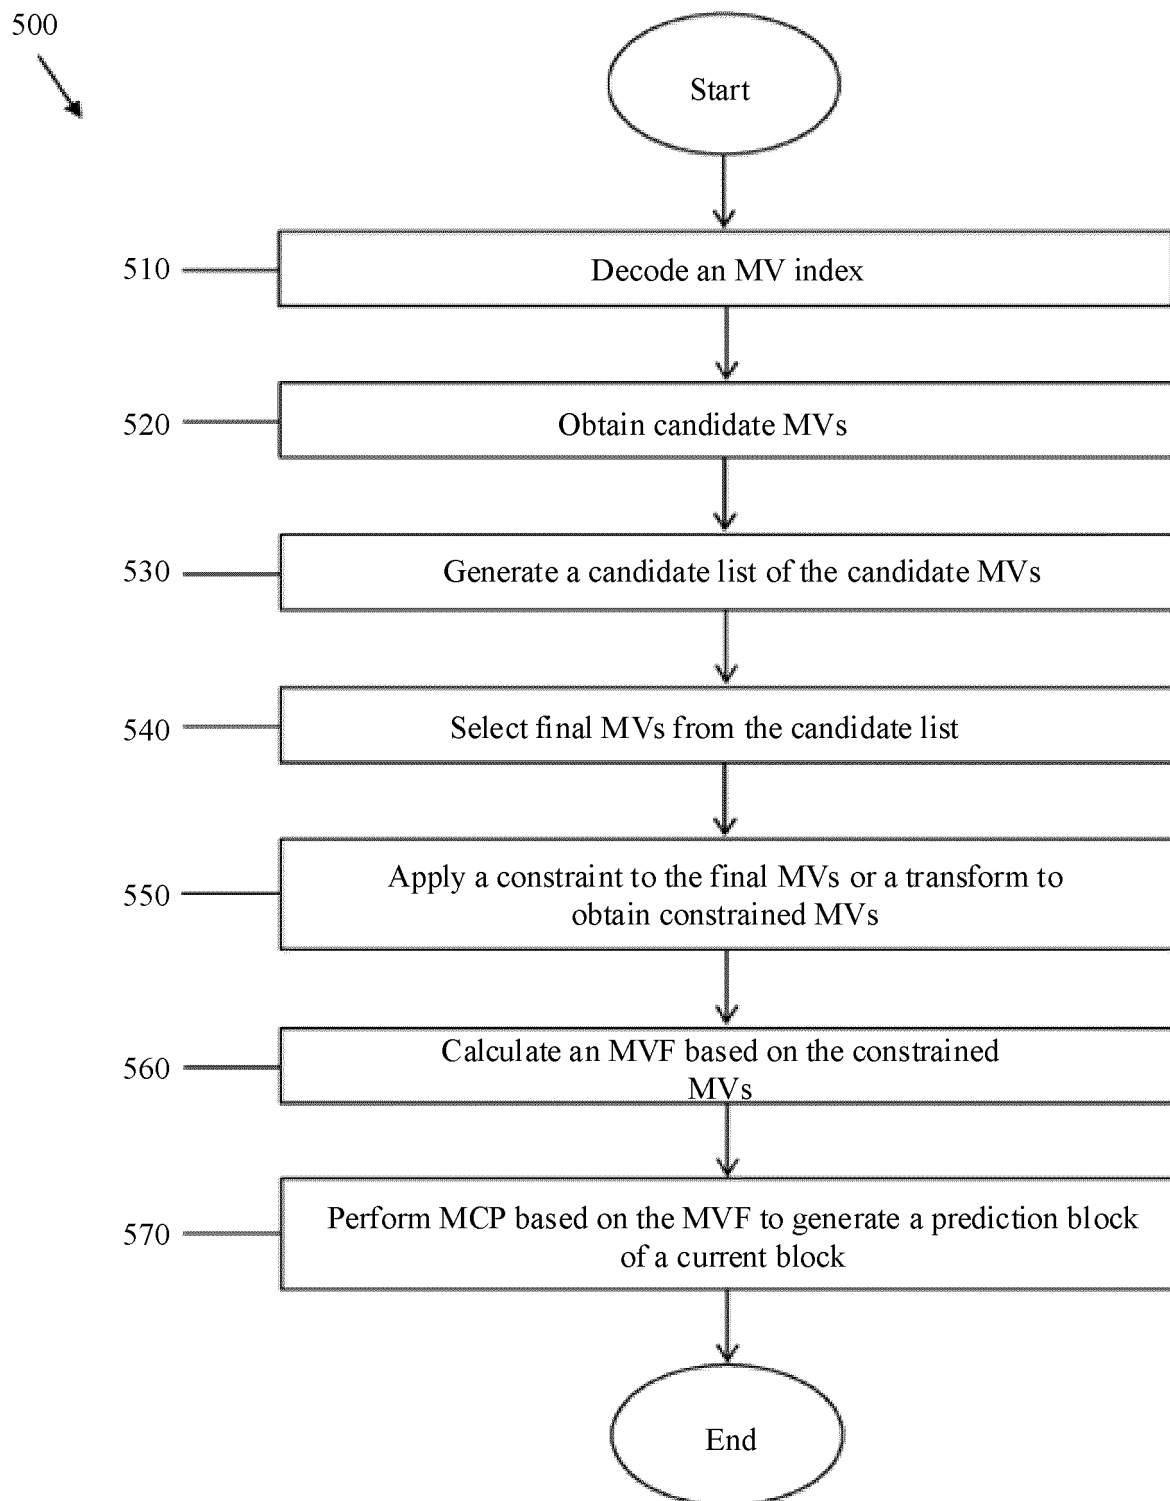 500
Start
510
Decode an MV index
520
Obtain candidate MVs
530
Generate a candidate list of the candidate MVs
540
Select final MVs from the candidate list
550
Apply a constraint to the final MVs or a transform to
obtain constrained MVs
560
Calculate an MVF based on the constrained
MVs
570
Perform MCP based on the MVF to generate a prediction block
of a current block
End